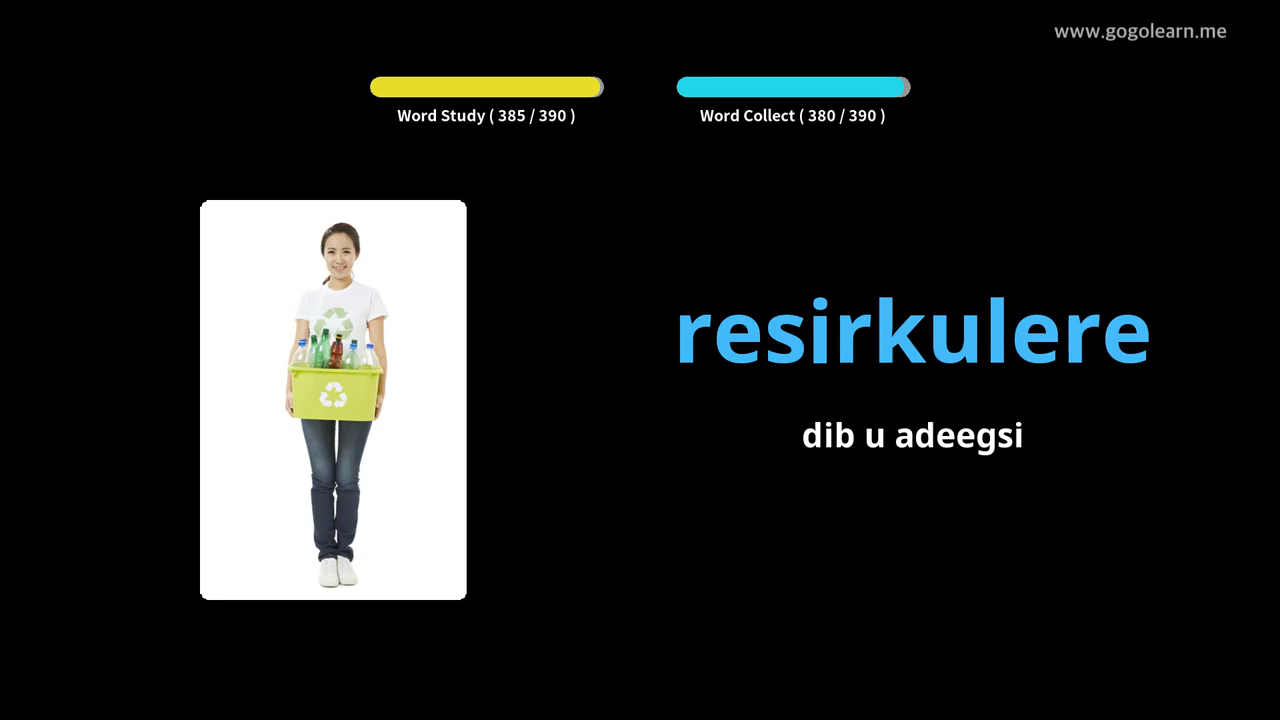 www.gogolearn.me
Word Study ( 385 / 390 )
Word Collect ( 380 / 390 )
resirkulere
dib u adeegsi